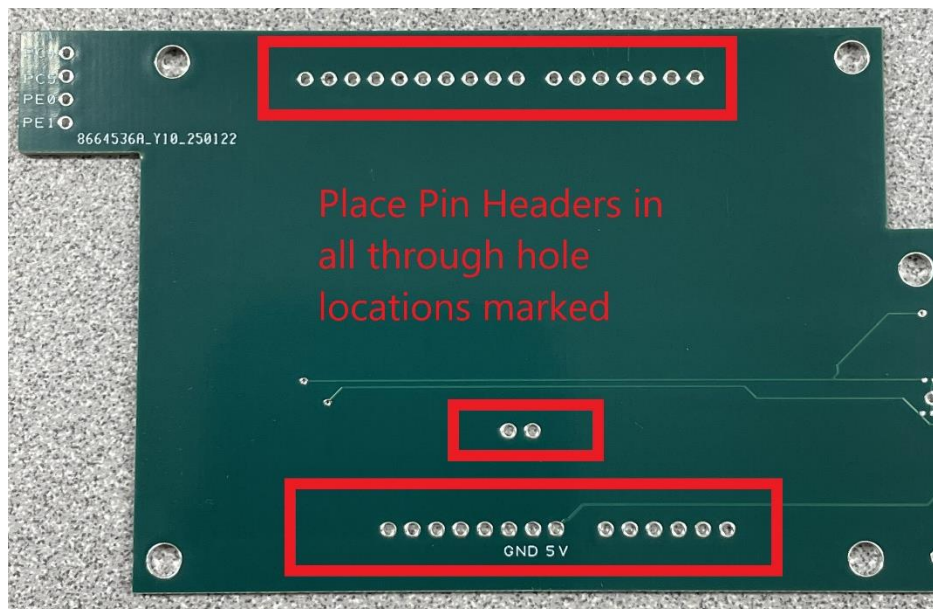 PC5
PE0
PE1
8664536A_Y10_250122
Place Pin Headers in
all through hole
locations marked
GND 5V